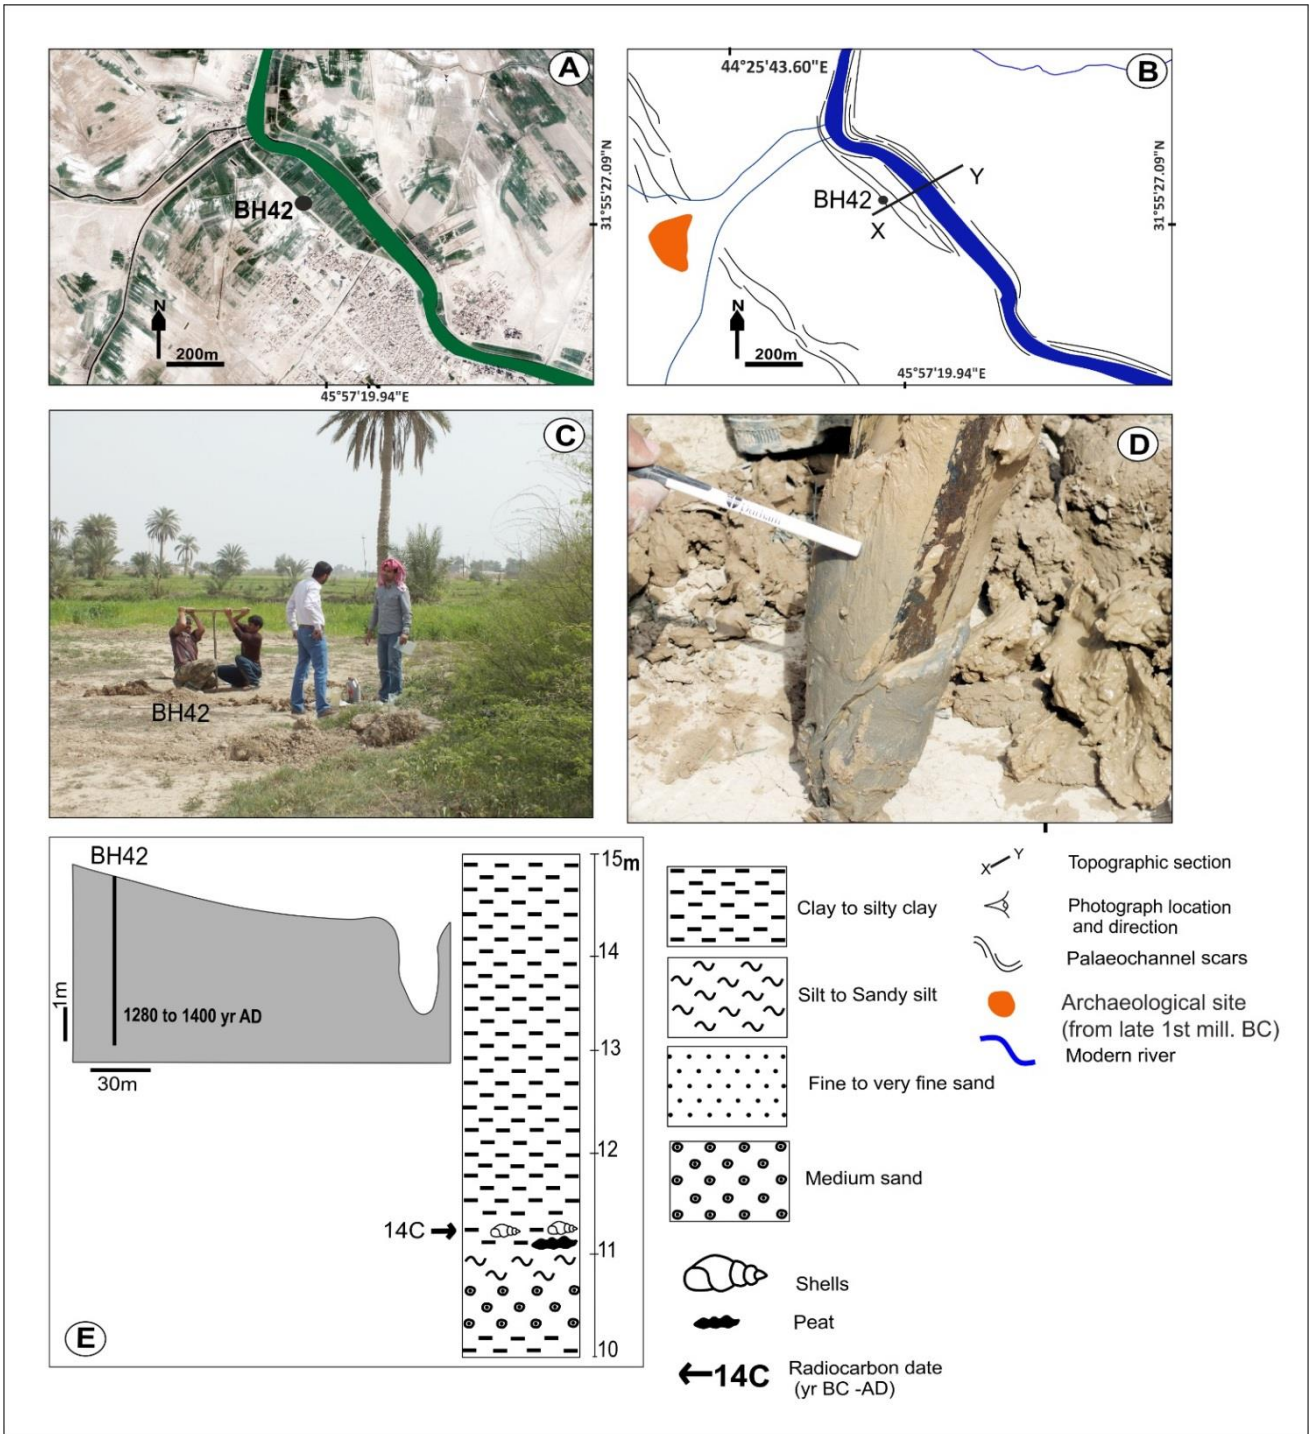 A
BH42
N
200m
45°57'19.94"E
44°25'43.60"E
B
31°55'27.09"N
31°55'27.09"N
Y
BH42
X
N
200m
45°57'19.94"E
C
BH42
D
Durham
BH42
1m
1280 to 1400 yr AD
30m
15m
14
13
12
11
10
14C
E
Clay to silty clay
Silt to Sandy silt
Fine to very fine sand
Medium sand
Shells
Peat
14C
Radiocarbon date
(yr BC -AD)
X Y
Topographic section
Photograph location
and direction
Palaeochannel scars
Archaeological site
(from late 1st mill. BC)
Modern river